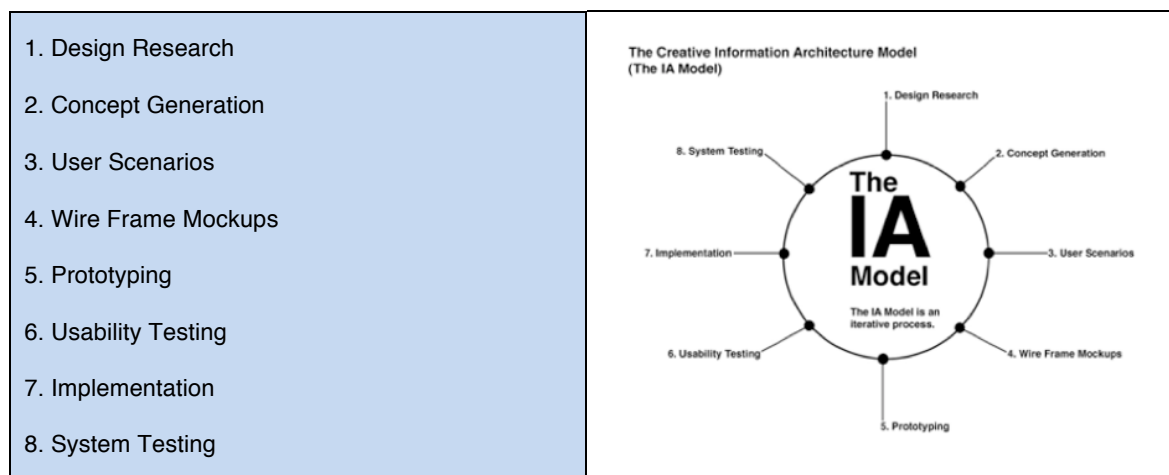 1. Design Research
2. Concept Generation
3. User Scenarios
4. Wire Frame Mockups
5. Prototyping
6. Usability Testing
7. Implementation
8. System Testing
The Creative Information Architecture Model
(The IA Model)
1. Design Research
8. System Testing
2. Concept Generation
The
IA
Model
7. Implementation
3. User Scenarios
The IA Model is an
iterative process.
6. Usability Testing
4. Wire Frame Mockups
5. Prototyping